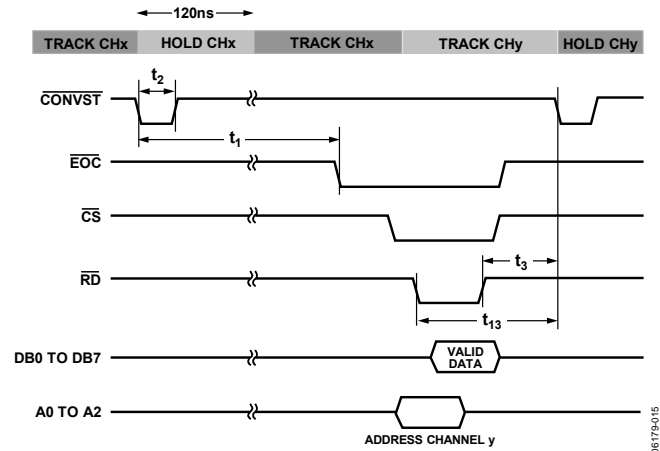 120ns
TRACK CHx HOLD CHx TRACK CHx TRACK CHy HOLD CHy
t2
CONVST
t1
EOC
CS
t3
RD
t13
DB0 TO DB7
VALID
DATA
A0 TO A2
ADDRESS CHANNEL y
06179-015